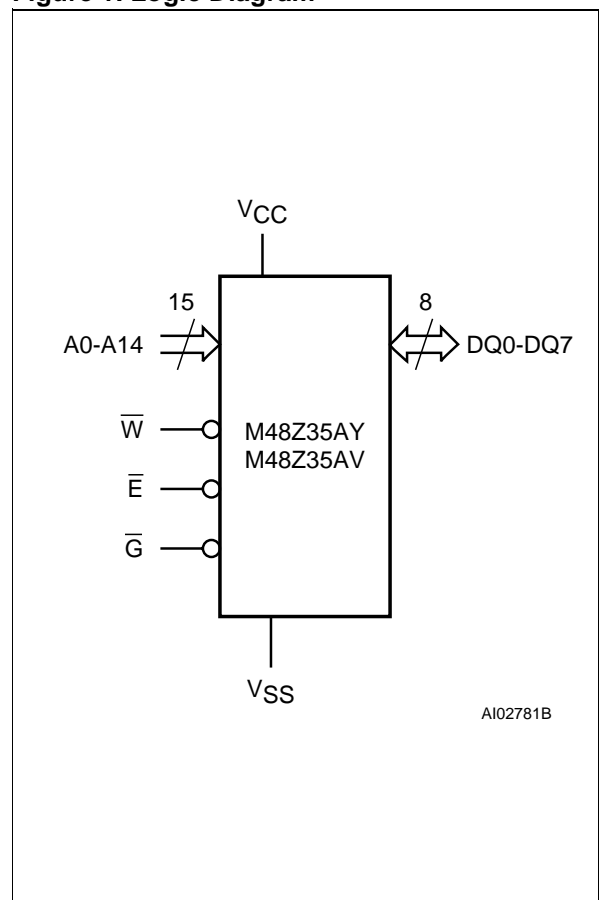 Figure 1. Logic Diagram
VCC
15
8
A0-A14
DQ0-DQ7
W̅
M48Z35AY
M48Z35AV
E̅
G̅
VSS
AI02781B